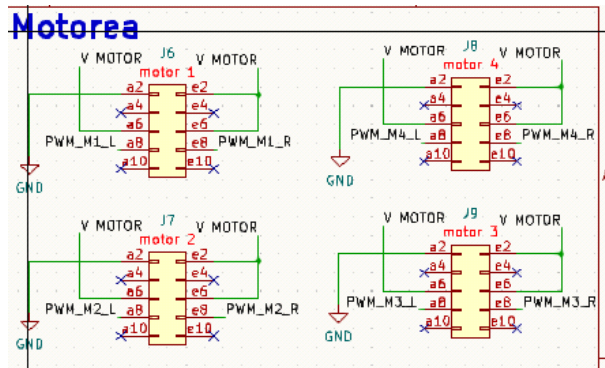 Motorea
V MOTOR J6 V MOTOR
motor 1
a2 e2
a4 e4
a6 e6
PWM_M1_L a8 e8 PWM_M1_R
a10 e10
GND
V MOTOR J8 V MOTOR
motor 4
a2 e2
a4 e4
a6 e6
PWM_M4_L a8 e8 PWM_M4_R
a10 e10
GND
V MOTOR J7 V MOTOR
motor 2
a2 e2
a4 e4
a6 e6
PWM_M2_L a8 e8 PWM_M2_R
a10 e10
GND
V MOTOR J9 V MOTOR
motor 3
a2 e2
a4 e4
a6 e6
PWM_M3_L a8 e8 PWM_M3_R
a10 e10
GND